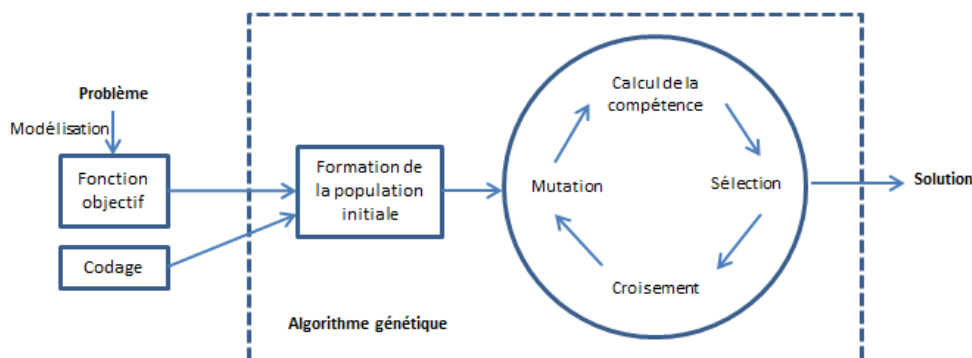 Problème
Modélisation
Fonction
objectif
Codage
Formation de
la population
initiale
Calcul de la
compétence
Mutation
Sélection
Croisement
Solution
Algorithme génétique